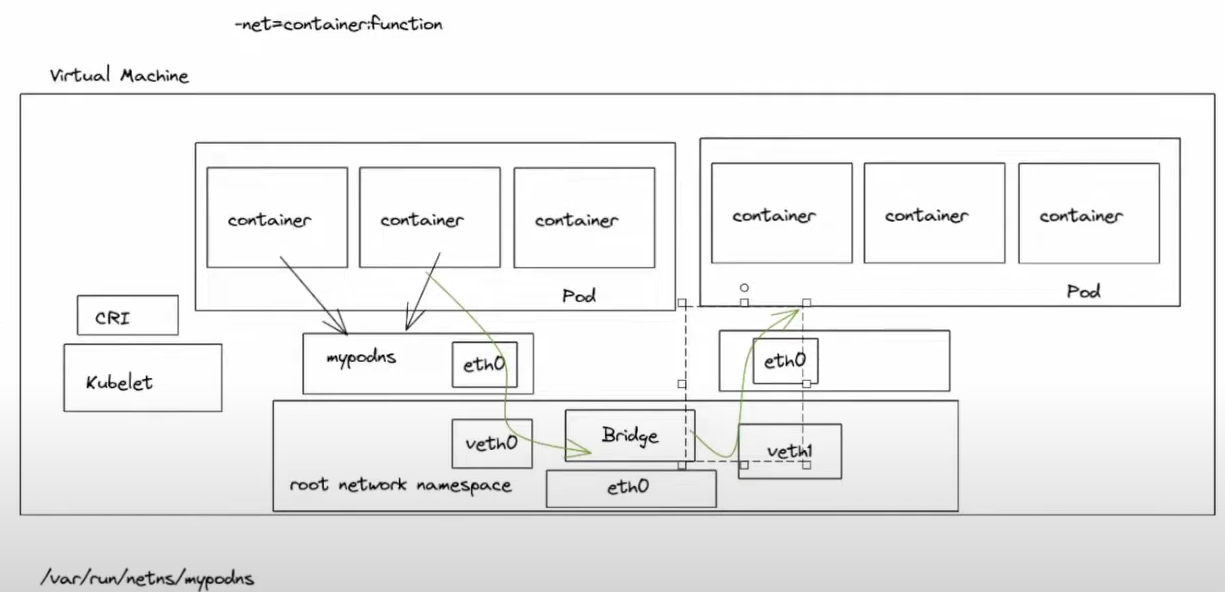 -net=container:function
Virtual Machine
container
container
container
Pod
container
container
container
Pod
CRI
Kubelet
mypodns
eth0
eth0
veth0
Bridge
veth1
root network namespace
eth0
/var/run/netns/mypodns